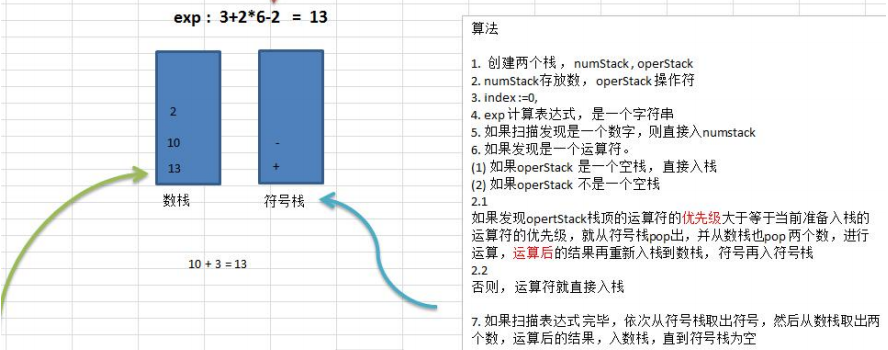 exp : 3+2*6-2 = 13
2
10
-
13
+
数栈
符号栈
10 + 3 = 13
算法
1. 创建两个栈 ,  numStack , operStack
2. numStack存放数 ,  operStack 操作符
3. index :=0,
4. exp 计算表达式，是一个字符串
5. 如果扫描发现是一个数字，则直接入numstack
6. 如果发现是一个运算符。
(1) 如果operStack 是一个空栈，直接入栈
(2) 如果operStack 不是一个空栈
2.1
如果发现opertStack栈顶的运算符的优先级大于等于当前准备入栈的
运算符的优先级，就从符号栈pop出，并从数栈也pop 两个数，进行
运算，运算后的结果再重新入栈到数栈，符号再入符号栈
2.2
否则，运算符就直接入栈
7. 如果扫描表达式 完毕，依次从符号栈取出符号，然后从数栈取出两
个数，运算后的结果，入数栈，直到符号栈为空